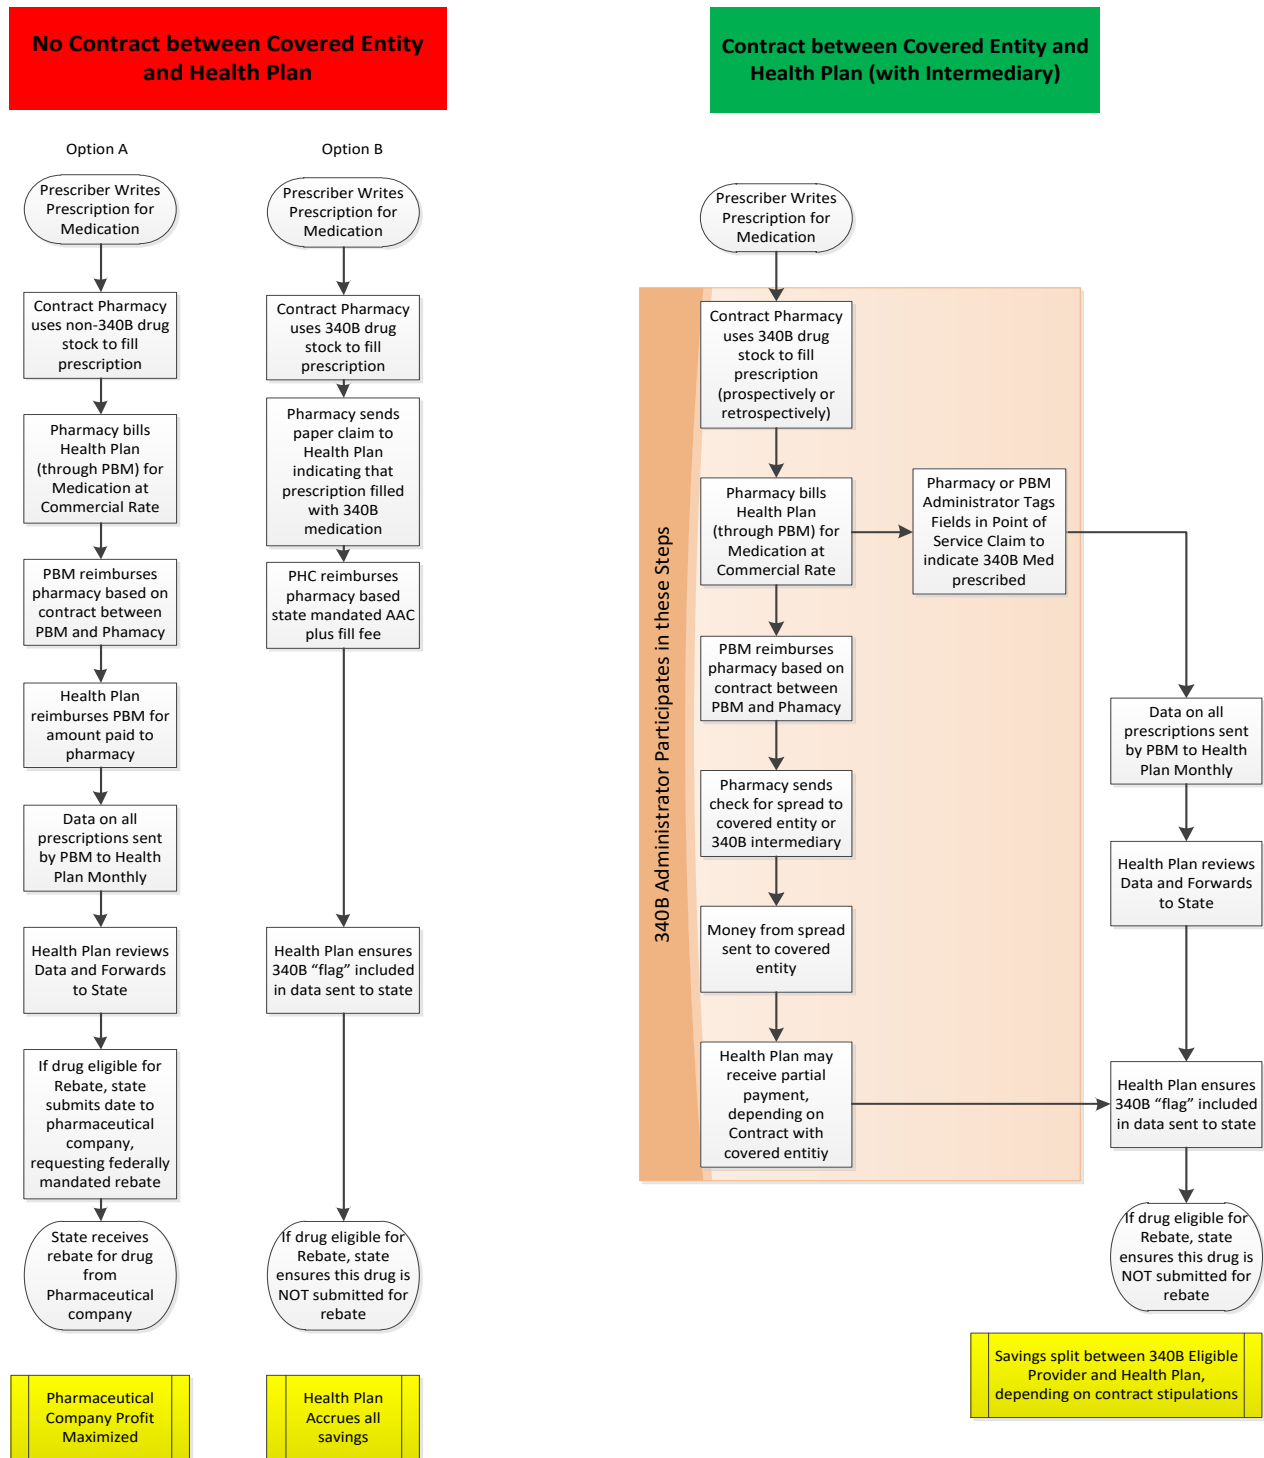 No Contract between Covered Entity
and Health Plan
Contract between Covered Entity and
Health Plan (with Intermediary)
Option A
Prescriber Writes
Prescription for
Medication
Contract Pharmacy
uses non-340B drug
stock to fill
prescription
Pharmacy bills
Health Plan
(through PBM) for
Medication at
Commercial Rate
PBM reimburses
pharmacy based on
contract between
PBM and Phamacy
Health Plan
reimburses PBM for
amount paid to
pharmacy
Data on all
prescriptions sent
by PBM to Health
Plan Monthly
Health Plan reviews
Data and Forwards
to State
If drug eligible for
Rebate, state
submits date to
pharmaceutical
company,
requesting federally
mandated rebate
State receives
rebate for drug
from
Pharmaceutical
company
Pharmaceutical
Company Profit
Maximized
Option B
Prescriber Writes
Prescription for
Medication
Contract Pharmacy
uses 340B drug
stock to fill
prescription
Pharmacy sends
paper claim to
Health Plan
indicating that
prescription filled
with 340B
medication
PHC reimburses
pharmacy based
state mandated AAC
plus fill fee
Health Plan ensures
340B “flag” included
in data sent to state
If drug eligible for
Rebate, state
ensures this drug is
NOT submitted for
rebate
Health Plan
Accrues all
savings
Prescriber Writes
Prescription for
Medication
340B Administrator Participates in these Steps
Contract Pharmacy
uses 340B drug
stock to fill
prescription
(prospectively or
retrospectively)
Pharmacy bills
Health Plan
(through PBM) for
Medication at
Commercial Rate
Pharmacy or PBM
Administrator Tags
Fields in Point of
Service Claim to
indicate 340B Med
prescribed
PBM reimburses
pharmacy based on
contract between
PBM and Phamacy
Pharmacy sends
check for spread to
covered entity or
340B intermediary
Money from spread
sent to covered
entity
Health Plan may
receive partial
payment,
depending on
Contract with
covered entitiy
Data on all
prescriptions sent
by PBM to Health
Plan Monthly
Health Plan reviews
Data and Forwards
to State
Health Plan ensures
340B “flag” included
in data sent to state
If drug eligible for
Rebate, state
ensures this drug is
NOT submitted for
rebate
Savings split between 340B Eligible
Provider and Health Plan,
depending on contract stipulations